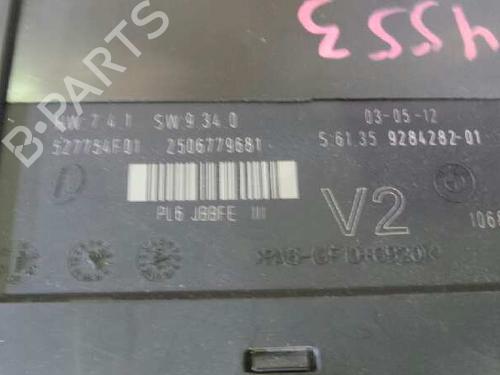 4553
HW 7.4.1 SW 9.34.0 03-05-12
527754F01 2506779681 S 61.35 9284282-01
PL6 JBBFE III
V2
B-PARTS